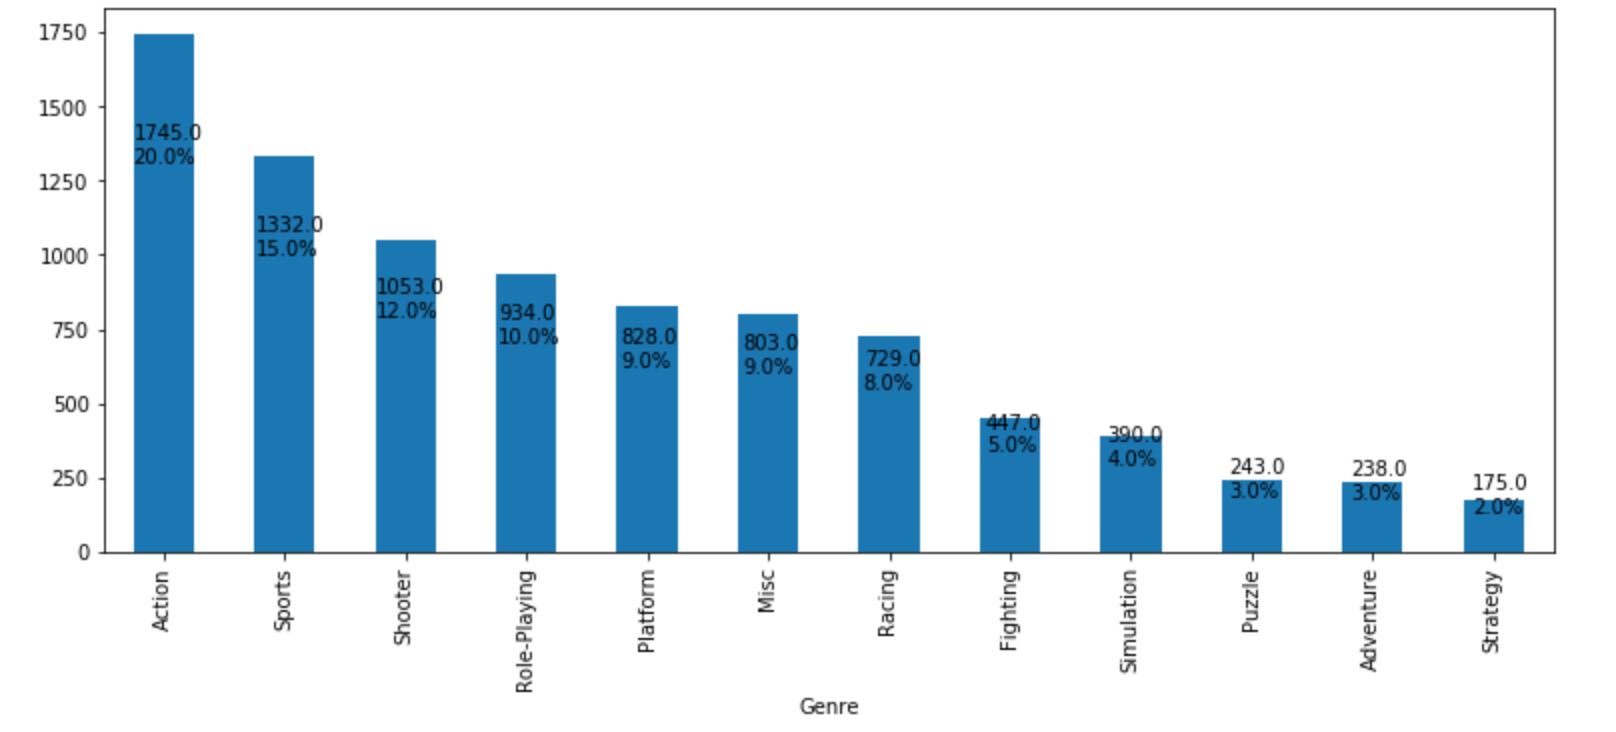 1750
1500
1250
1000
750
500
250
0
1745.0
20.0%
1332.0
15.0%
1053.0
12.0%
934.0
10.0%
828.0
9.0%
803.0
9.0%
729.0
8.0%
447.0
5.0%
390.0
4.0%
243.0
3.0%
238.0
3.0%
175.0
2.0%
Action
Sports
Shooter
Role-Playing
Platform
Misc
Racing
Fighting
Simulation
Puzzle
Adventure
Strategy
Genre